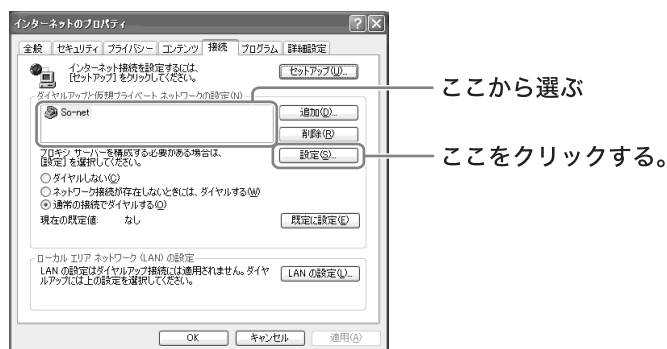 インターネットのプロパティ
全般 セキュリティ プライバシー コンテンツ 接続 プログラム 詳細設定
インターネット接続を設定するには、
[セットアップ] をクリックしてください。
セットアップ(U)...
ダイヤルアップと仮想プライベート ネットワークの設定(N)
So-net
追加(D)...
削除(R)
ここから選ぶ
プロキシ サーバーを構成する必要がある場合は、
[設定] を選択してください。
設定(S)...
ここをクリックする。
ダイヤルしない(C)
ネットワーク接続が存在しないときには、ダイヤルする(W)
通常の接続でダイヤルする(O)
現在の既定値: なし
既定に設定(E)
ローカル エリア ネットワーク (LAN) の設定
LAN の設定はダイヤルアップ接続には適用されません。ダイヤ
ルアップには上の設定を選択してください。
LAN の設定(L)...
OK キャンセル 適用(A)